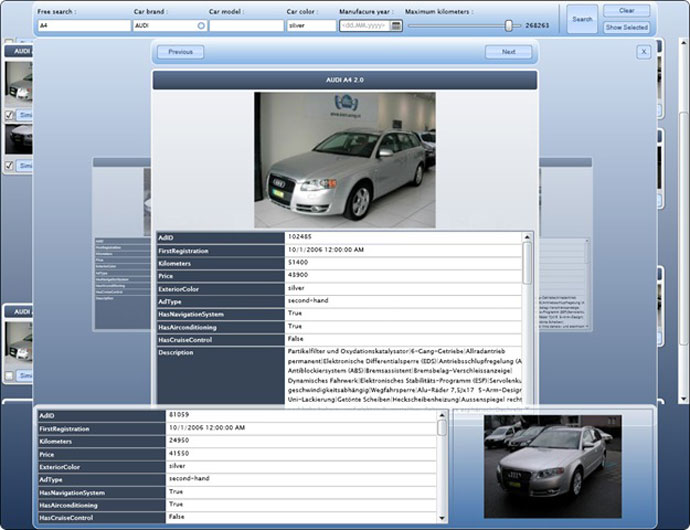 Free search :
Car brand :
Car model :
Car color :
Manufacure year :
Maximum kilometers :
A4
AUDI
silver
<dd.MM.yyyy>
268263
Search
Clear
Show Selected
Previous
Next
X
AUDI A4 2.0
AdID
102485
FirstRegistration
10/1/2006 12:00:00 AM
Kilometers
51400
Price
43900
ExteriorColor
silver
AdType
second-hand
HasNavigationSystem
True
HasAirconditioning
True
HasCruiseControl
False
Description
Partikelfilter und Oxydationskatalysator|6-Gang-Getriebe|Allradantrieb
permanent|Elektronische Differentialsperre (EDS)|Antriebsschlupfregelung (A
Antiblockiersystem (ABS)|Bremsassistent|Bremsbelag-Verschleissanzeige|
Dynamisches Fahrwerk|Elektronisches Stabilitäts-Programm (ESP)|Servolenku
geschwindigkeitsabhängig|Wegfahrsperre|Alu-Räder 7,5Jx17 5-Arm-Design
Uni-Lackierung|Getönte Scheiben|Heckscheibenheizung|Aussenspiegel recht
AUDI
Simi
Simi
AUDI A
Simi
AdID
81059
FirstRegistration
10/1/2006 12:00:00 AM
Kilometers
24950
Price
41550
ExteriorColor
silver
AdType
second-hand
HasNavigationSystem
True
HasAirconditioning
True
HasCruiseControl
False